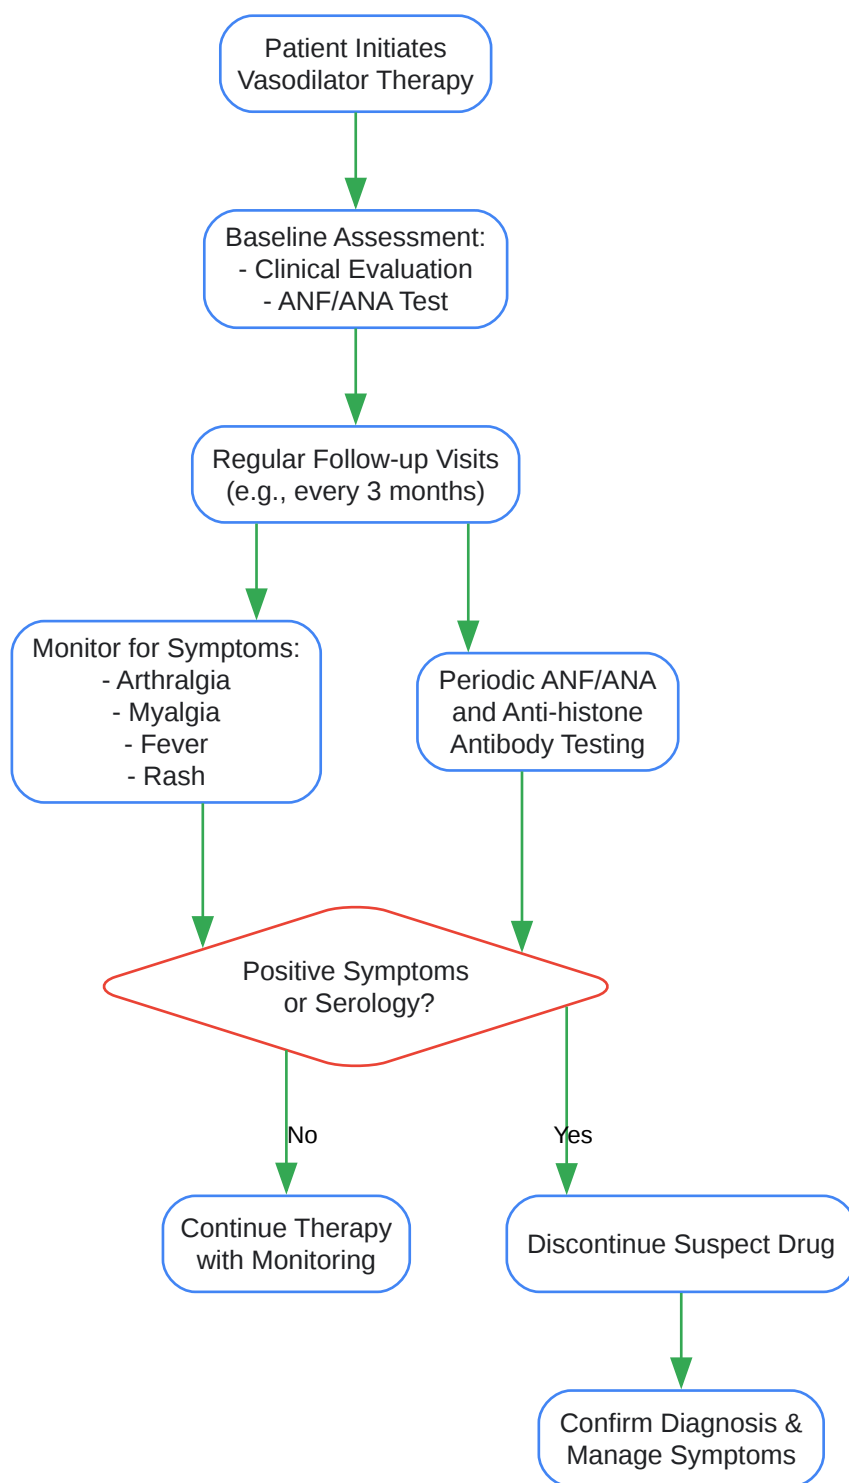 Patient Initiates
Vasodilator Therapy
Baseline Assessment:
- Clinical Evaluation
- ANF/ANA Test
Regular Follow-up Visits
(e.g., every 3 months)
Monitor for Symptoms:
- Arthralgia
- Myalgia
- Fever
- Rash
Periodic ANF/ANA
and Anti-histone
Antibody Testing
Positive Symptoms
or Serology?
No
Yes
Continue Therapy
with Monitoring
Discontinue Suspect Drug
Confirm Diagnosis &
Manage Symptoms